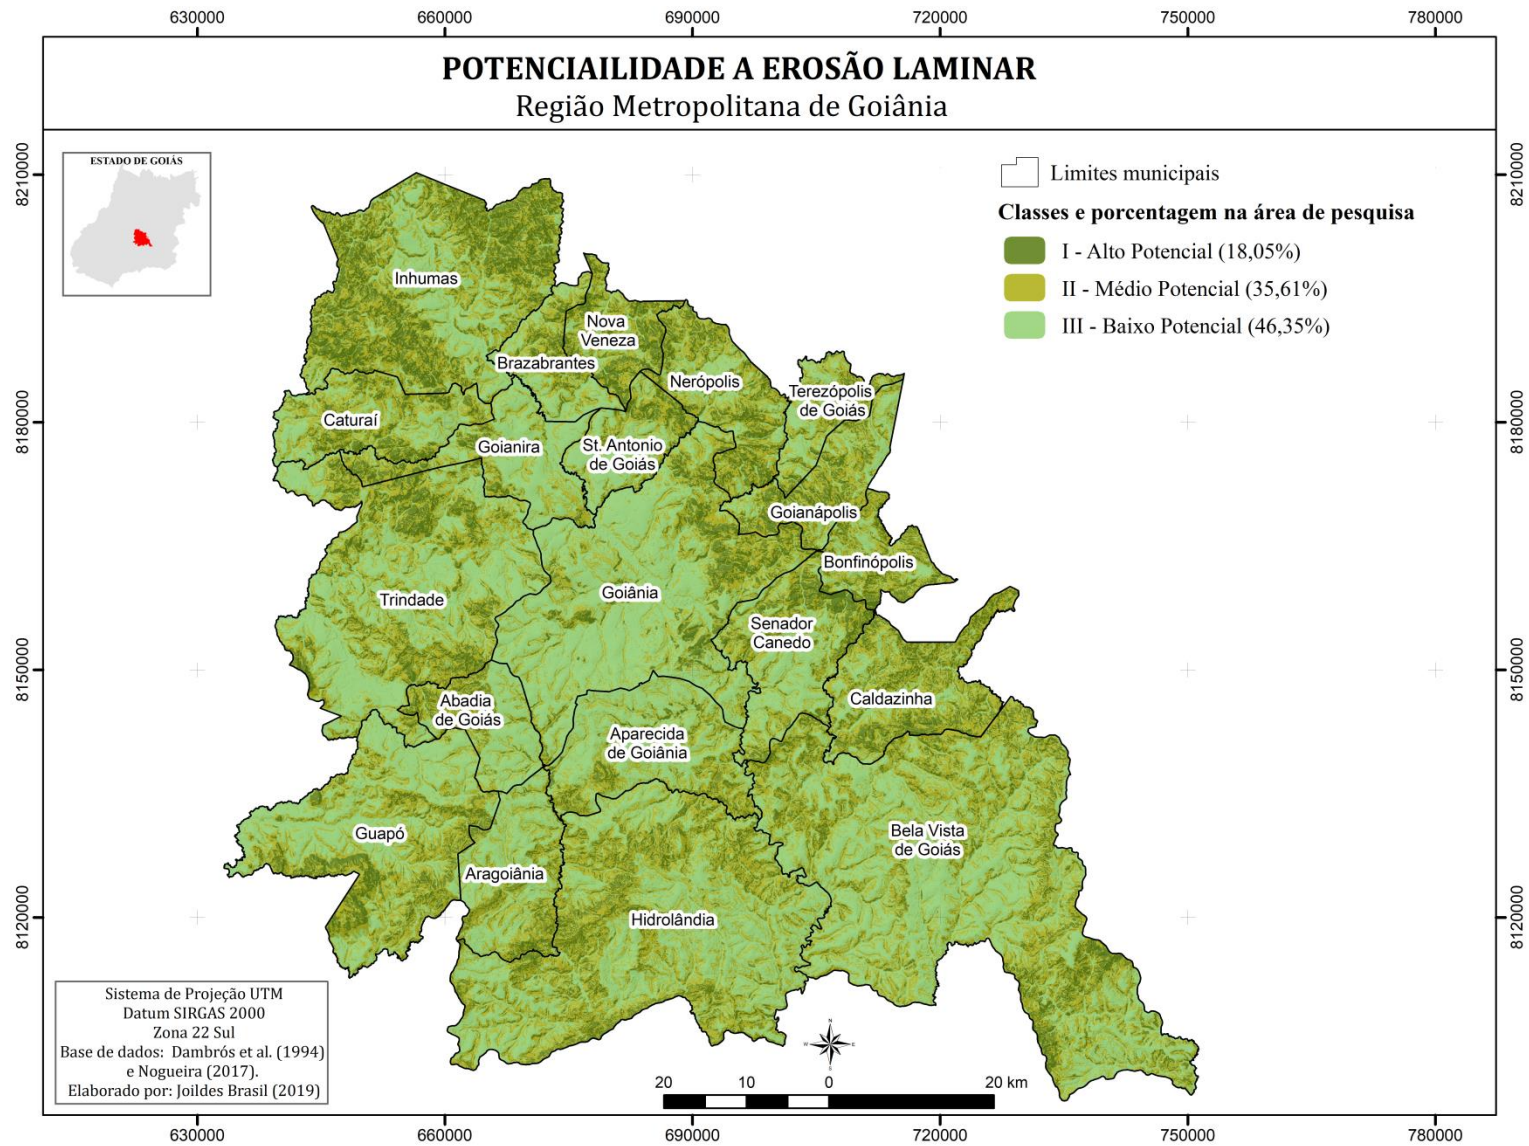 630000 660000 690000 720000 750000 780000
POTENCIAILIDADE A EROSÃO LAMINAR
Região Metropolitana de Goiânia
8210000
8210000
ESTADO DE GOIÁS
Limites municipais
Classes e porcentagem na área de pesquisa
I - Alto Potencial (18,05%)
II - Médio Potencial (35,61%)
III - Baixo Potencial (46,35%)
Inhumas
Nova
Veneza
Brazabrantes
Nerópolis
Terezópolis
de Goiás
8180000
8180000
Caturaí
Goianira
St. Antonio
de Goiás
Goianápolis
Bonfinópolis
Trindade
Goiânia
Senador
Canedo
8150000
8150000
Abadia
de Goiás
Caldazinha
Aparecida
de Goiânia
Guapó
Bela Vista
de Goiás
Aragoiânia
Hidrolândia
8120000
8120000
Sistema de Projeção UTM
Datum SIRGAS 2000
Zona 22 Sul
Base de dados: Dambrós et al. (1994)
e Nogueira (2017).
Elaborado por: Joildes Brasil (2019)
N
W E
S
20 10 0 20 km
630000 660000 690000 720000 750000 780000